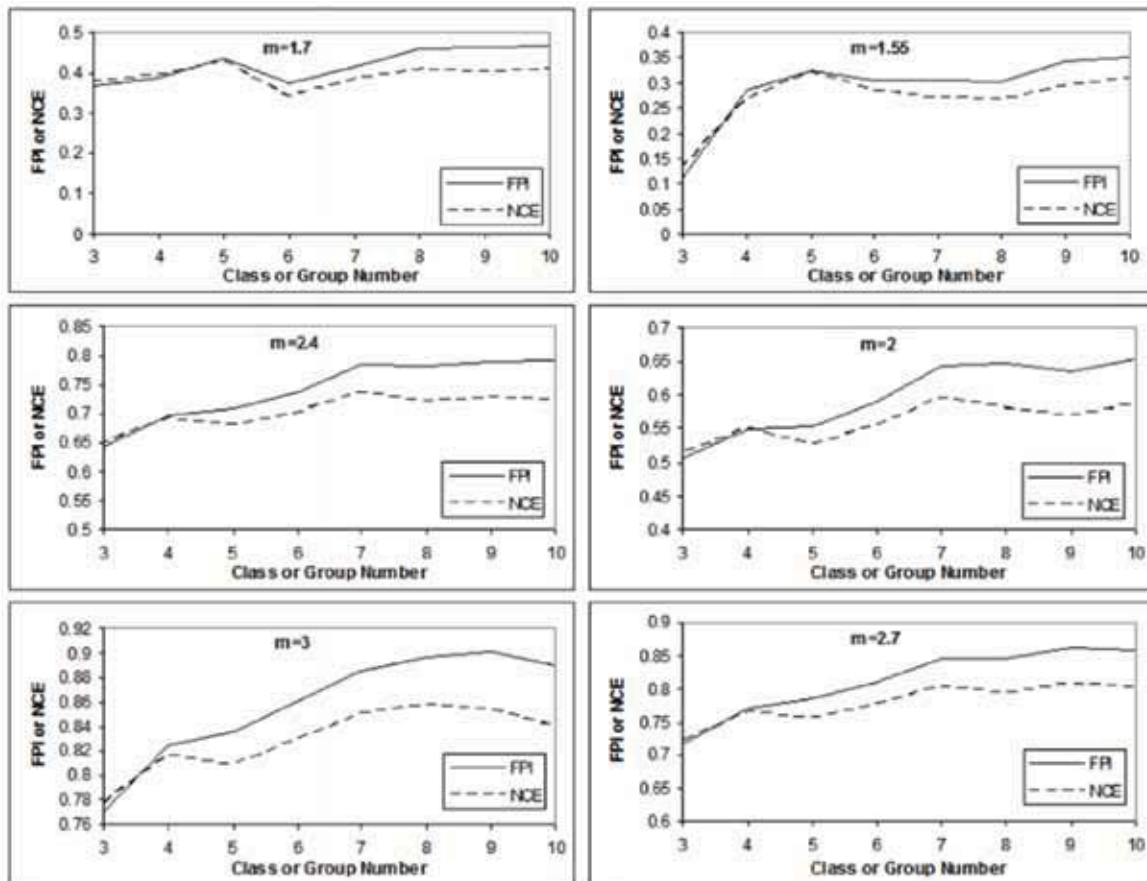 m=1.7
FPI or NCE
0.5
0.4
0.3
0.2
0.1
0
FPI
NCE
3 4 5 6 7 8 9 10
Class or Group Number
m=1.55
FPI or NCE
0.4
0.35
0.3
0.25
0.2
0.15
0.1
0.05
0
FPI
NCE
3 4 5 6 7 8 9 10
Class or Group Number
m=2.4
FPI or NCE
0.85
0.8
0.75
0.7
0.65
0.6
0.55
0.5
FPI
NCE
3 4 5 6 7 8 9 10
Class or Group Number
m=2
FPI or NCE
0.7
0.65
0.6
0.55
0.5
0.45
0.4
FPI
NCE
3 4 5 6 7 8 9 10
Class or Group Number
m=3
FPI or NCE
0.92
0.9
0.88
0.86
0.84
0.82
0.8
0.78
0.76
FPI
NCE
3 4 5 6 7 8 9 10
Class or Group Number
m=2.7
FPI or NCE
0.9
0.85
0.8
0.75
0.7
0.65
0.6
FPI
NCE
3 4 5 6 7 8 9 10
Class or Group Number